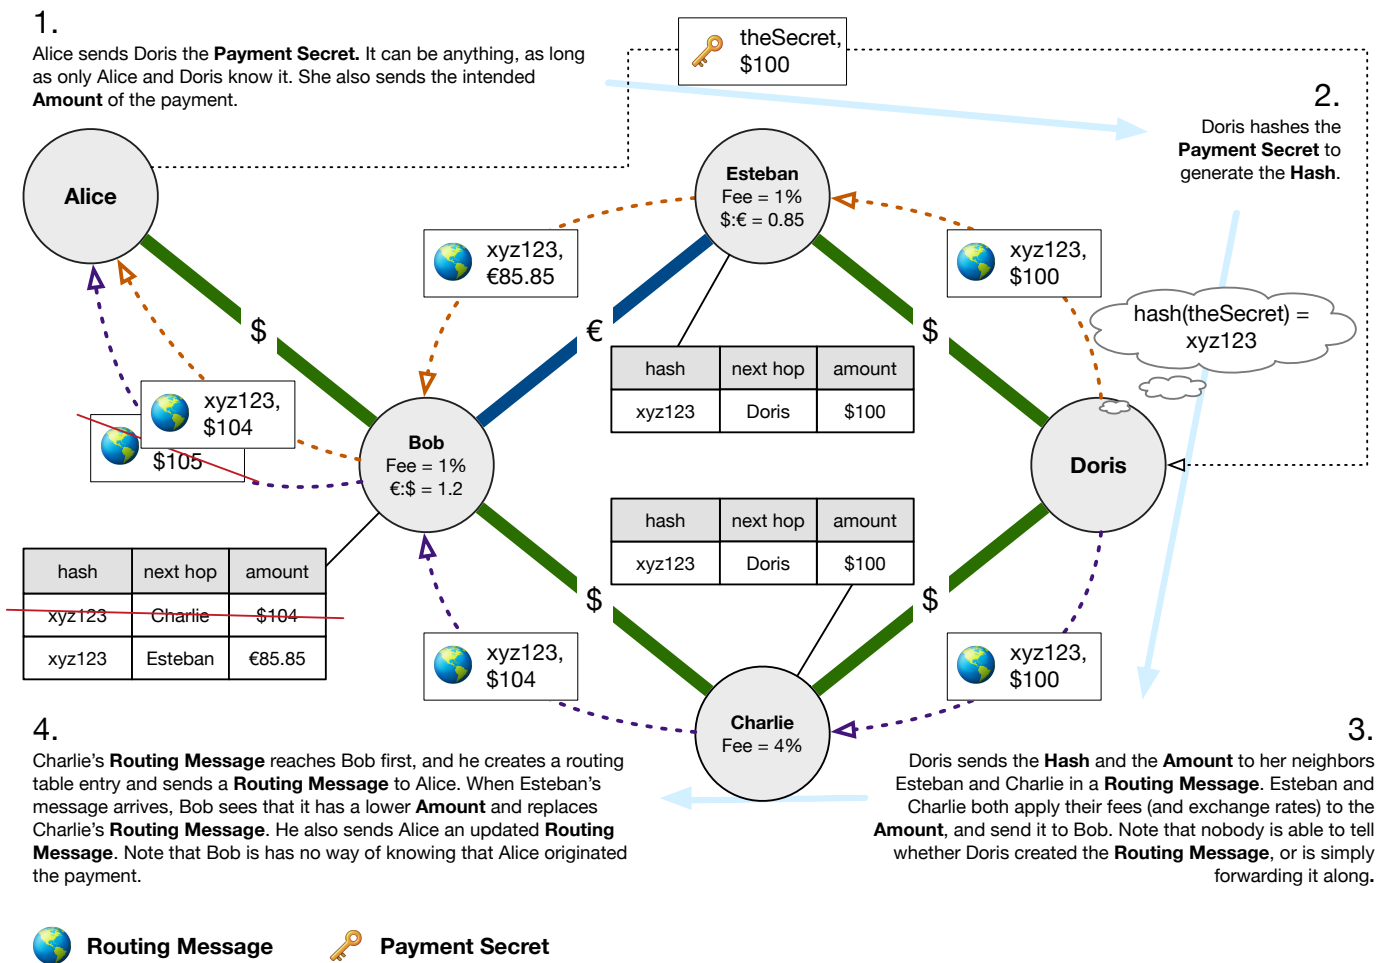 1.
Alice sends Doris the Payment Secret. It can be anything, as long
as only Alice and Doris know it. She also sends the intended
Amount of the payment.
theSecret,
$100
2.
Doris hashes the
Payment Secret to
generate the Hash.
Alice
Esteban
Fee = 1%
$:€ = 0.85
xyz123,
€85.85
xyz123,
$100
hash(theSecret) =
xyz123
$
€
$
hash next hop amount
xyz123 Doris $100
xyz123,
$104
$105
Bob
Fee = 1%
€:$ = 1.2
Doris
hash next hop amount
xyz123 Doris $100
hash next hop amount
xyz123 Charlie $104
xyz123 Esteban €85.85
$
$
xyz123,
$104
xyz123,
$100
Charlie
Fee = 4%
4.
Charlie's Routing Message reaches Bob first, and he creates a routing
table entry and sends a Routing Message to Alice. When Esteban's
message arrives, Bob sees that it has a lower Amount and replaces
Charlie's Routing Message. He also sends Alice an updated Routing
Message. Note that Bob is has no way of knowing that Alice originated
the payment.
3.
Doris sends the Hash and the Amount to her neighbors
Esteban and Charlie in a Routing Message. Esteban and
Charlie both apply their fees (and exchange rates) to the
Amount, and send it to Bob. Note that nobody is able to tell
whether Doris created the Routing Message, or is simply
forwarding it along.
Routing Message
Payment Secret